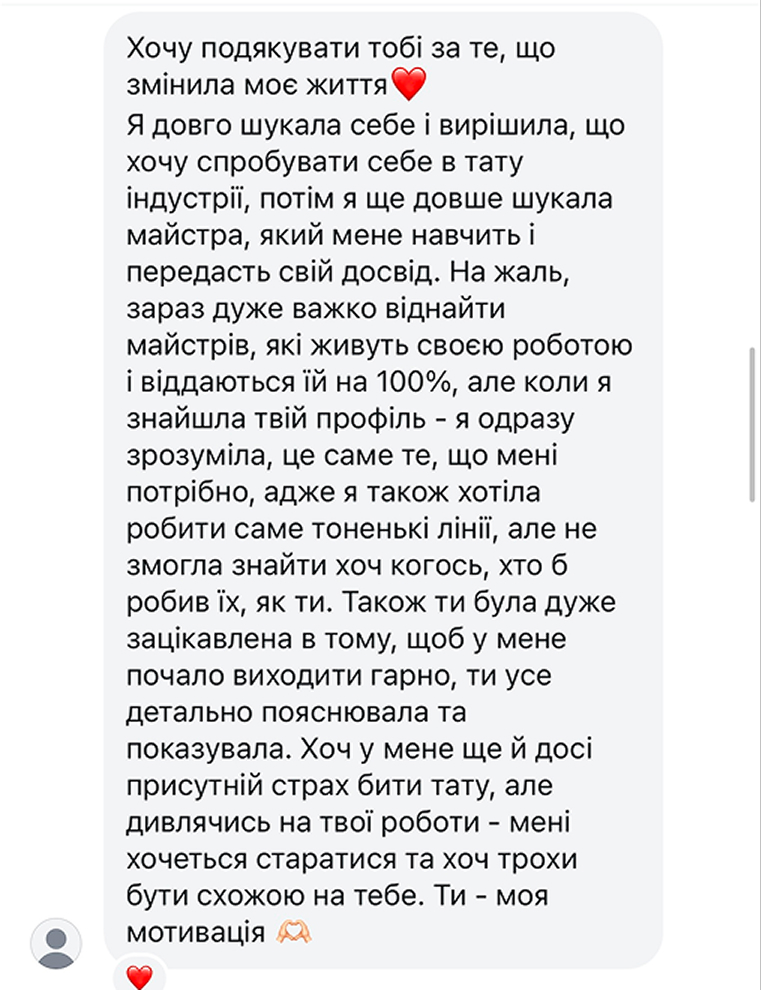 Хочу подякувати тобі за те, що
змінила моє життя❤️
Я довго шукала себе і вирішила, що
хочу спробувати себе в тату
індустрії, потім я ще довше шукала
майстра, який мене навчить і
передасть свій досвід. На жаль,
зараз дуже важко віднайти
майстрів, які живуть своєю роботою
і віддаються їй на 100%, але коли я
знайшла твій профіль - я одразу
зрозуміла, це саме те, що мені
потрібно, адже я також хотіла
робити саме тоненькі лінії, але не
змогла знайти хоч когось, хто б
робив їх, як ти. Також ти була дуже
зацікавлена в тому, щоб у мене
почало виходити гарно, ти усе
детально пояснювала та
показувала. Хоч у мене ще й досі
присутній страх бити тату, але
дивлячись на твої роботи - мені
хочеться старатися та хоч трохи
бути схожою на тебе. Ти - моя
мотивація 🫶🏻